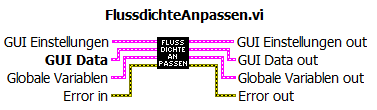 FlussdichteAnpassen.vi
GUI Einstellungen
GUI Einstellungen out
GUI Data
GUI Data out
Globale Variablen
Globale Variablen out
Error in
Error out
FLUSS
DICHTE
AN
PASSEN